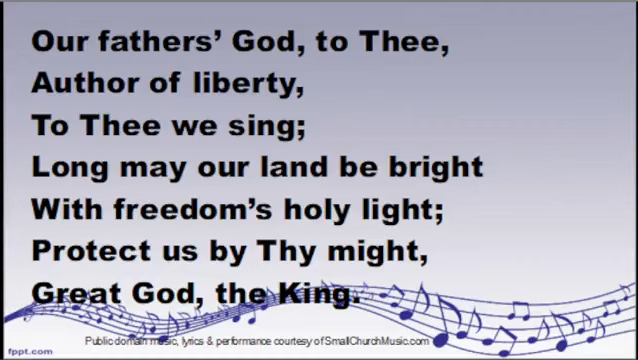 Our fathers’ God, to Thee,
Author of liberty,
To Thee we sing;
Long may our land be bright
With freedom’s holy light;
Protect us by Thy might,
Great God, the King.
Public domain music, lyrics & performance courtesy of SmallChurchMusic.com
fppt.com